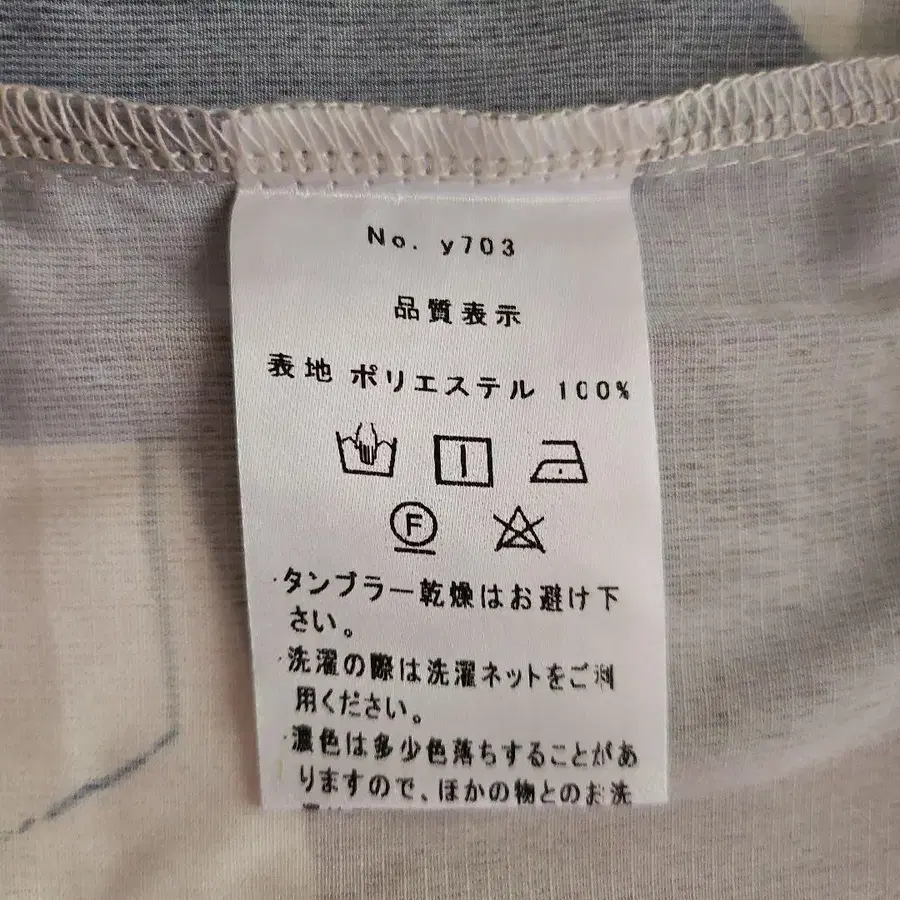 No. y703
品質表示
表地 ポリエステル 100%
F
・タンブラー乾燥はお避け下
さい。
・洗濯の際は洗濯ネットをご利
用ください。
・濃色は多少色落ちすることがあ
りますので、ほかの物とのお洗